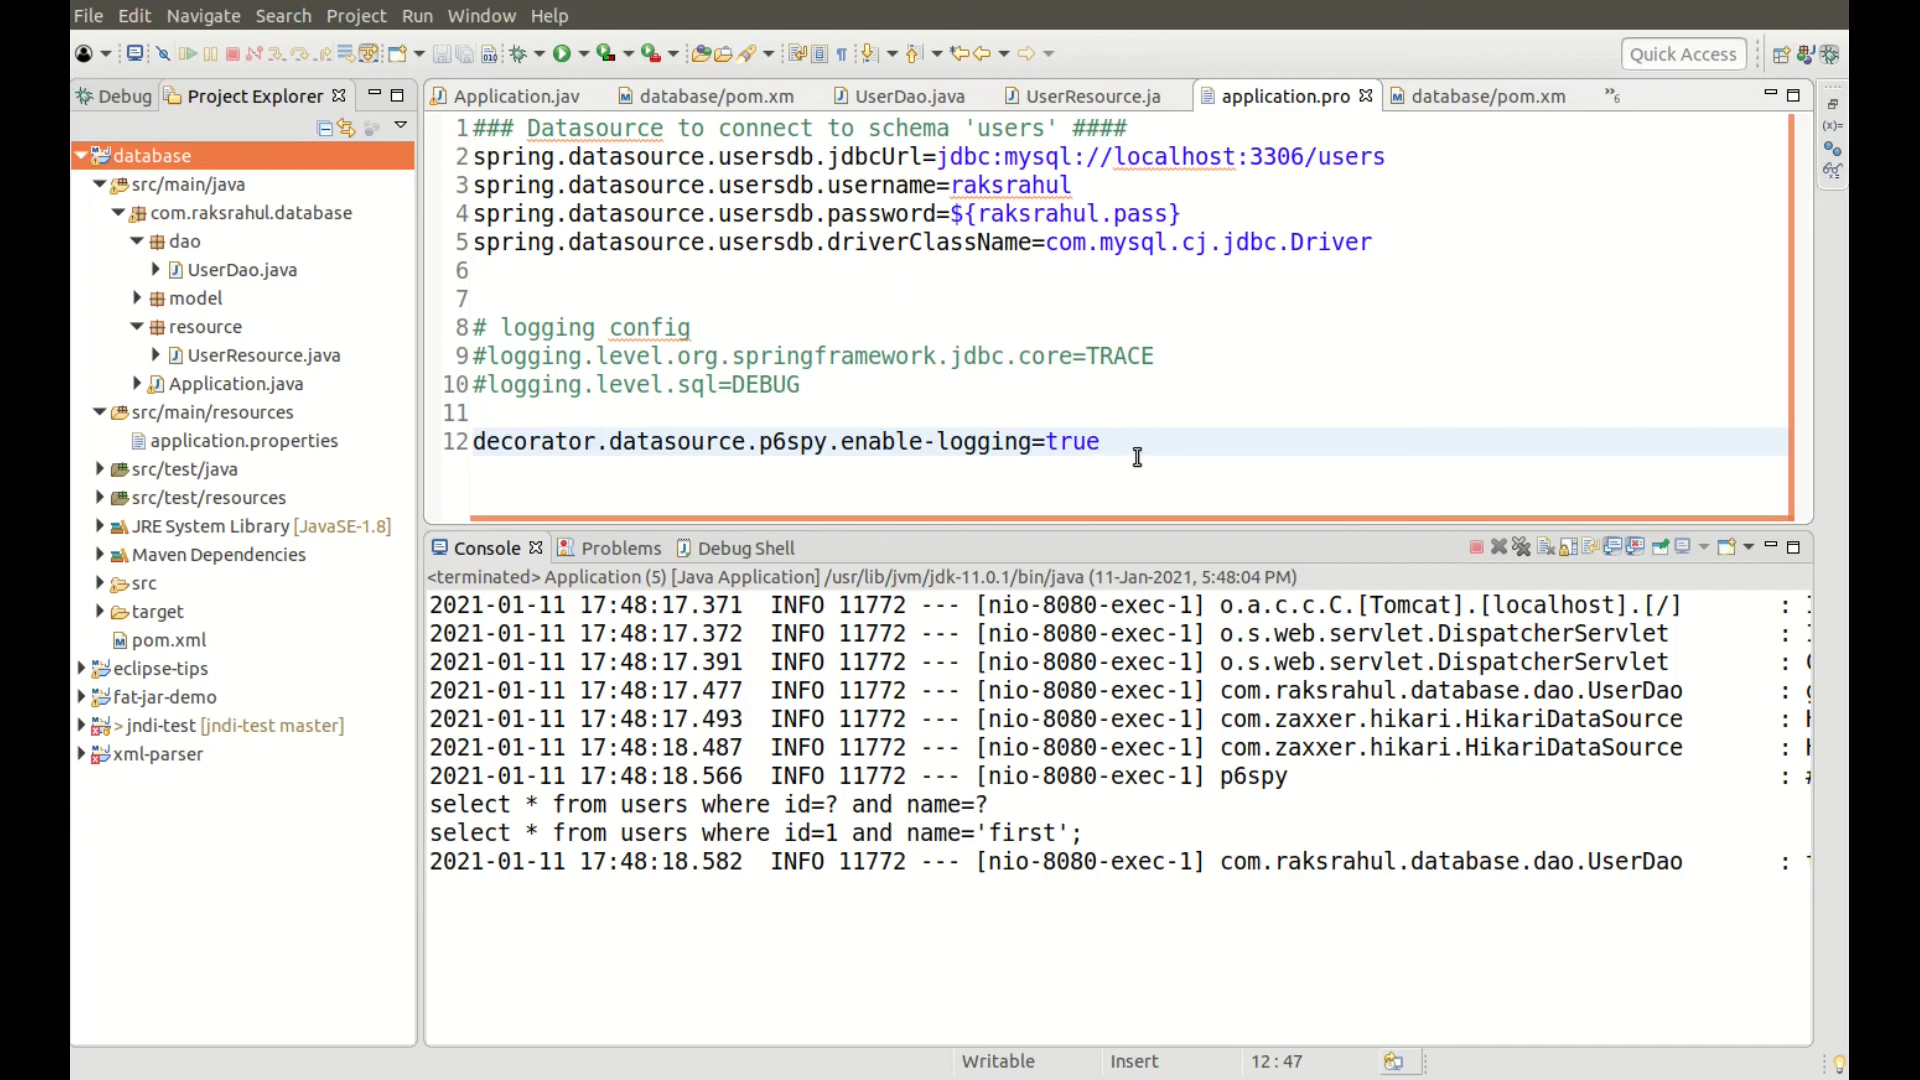 File Edit Navigate Search Project Run Window Help
Quick Access
Debug Project Explorer
Application.jav database/pom.xm UserDao.java UserResource.ja application.pro database/pom.xm »6
database
src/main/java
com.raksrahul.database
dao
UserDao.java
model
resource
UserResource.java
Application.java
src/main/resources
application.properties
src/test/java
src/test/resources
JRE System Library [JavaSE-1.8]
Maven Dependencies
src
target
pom.xml
eclipse-tips
fat-jar-demo
> jndi-test [jndi-test master]
xml-parser
1 ### Datasource to connect to schema 'users' ####
2 spring.datasource.usersdb.jdbcUrl=jdbc:mysql://localhost:3306/users
3 spring.datasource.usersdb.username=raksrahul
4 spring.datasource.usersdb.password=${raksrahul.pass}
5 spring.datasource.usersdb.driverClassName=com.mysql.cj.jdbc.Driver
6
7
8 # logging config
9 #logging.level.org.springframework.jdbc.core=TRACE
10 #logging.level.sql=DEBUG
11
12 decorator.datasource.p6spy.enable-logging=true
Console Problems Debug Shell
<terminated> Application (5) [Java Application] /usr/lib/jvm/jdk-11.0.1/bin/java (11-Jan-2021, 5:48:04 PM)
2021-01-11 17:48:17.371 INFO 11772 --- [nio-8080-exec-1] o.a.c.c.C.[Tomcat].[localhost].[/] :
2021-01-11 17:48:17.372 INFO 11772 --- [nio-8080-exec-1] o.s.web.servlet.DispatcherServlet :
2021-01-11 17:48:17.391 INFO 11772 --- [nio-8080-exec-1] o.s.web.servlet.DispatcherServlet :
2021-01-11 17:48:17.477 INFO 11772 --- [nio-8080-exec-1] com.raksrahul.database.dao.UserDao :
2021-01-11 17:48:17.493 INFO 11772 --- [nio-8080-exec-1] com.zaxxer.hikari.HikariDataSource :
2021-01-11 17:48:18.487 INFO 11772 --- [nio-8080-exec-1] com.zaxxer.hikari.HikariDataSource :
2021-01-11 17:48:18.566 INFO 11772 --- [nio-8080-exec-1] p6spy :
select * from users where id=? and name=?
select * from users where id=1 and name='first';
2021-01-11 17:48:18.582 INFO 11772 --- [nio-8080-exec-1] com.raksrahul.database.dao.UserDao :
Writable Insert 12:47